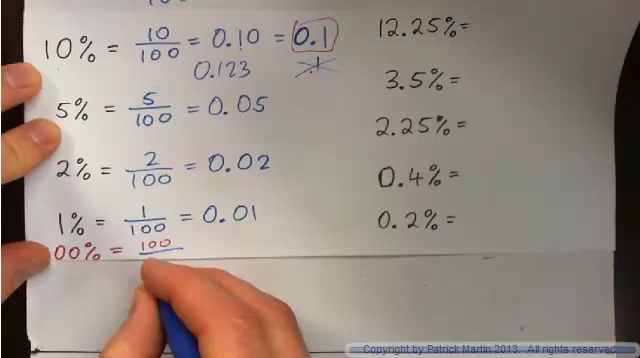 10% = 10/100 = 0.10 = 0.1
0.123 .1
5% = 5/100 = 0.05
2% = 2/100 = 0.02
1% = 1/100 = 0.01
00% = 100
12.25% =
3.5% =
2.25% =
0.4% =
0.2% =
Copyright by Patrick Martin 2013. All rights reserved